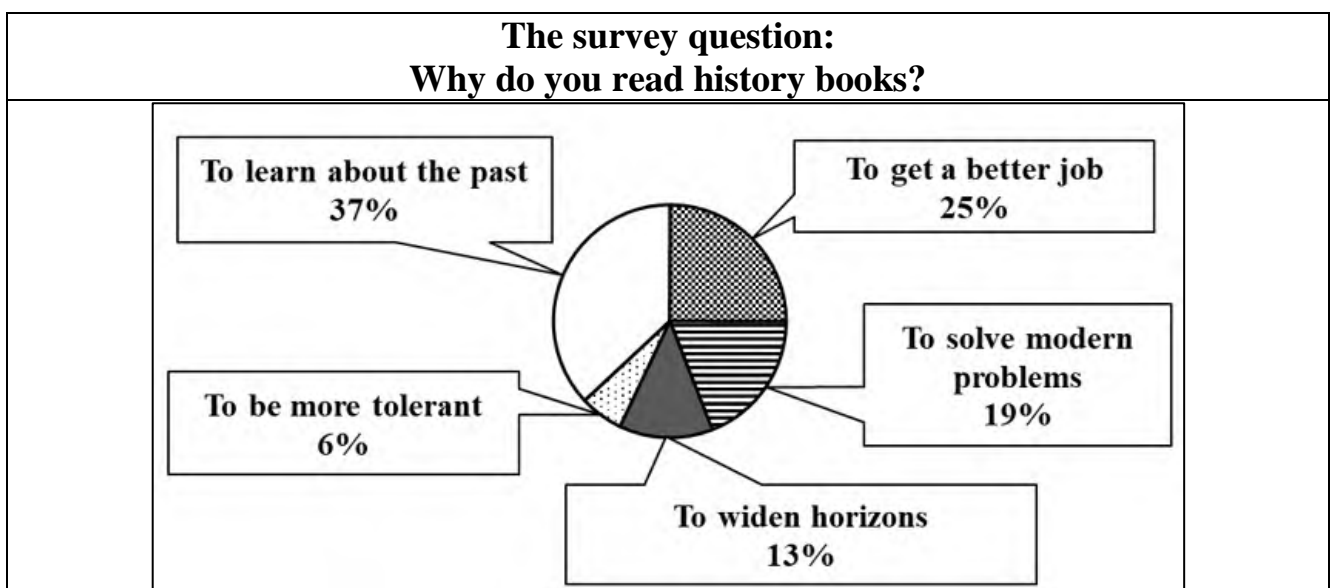 The survey question:
Why do you read history books?
To learn about the past
37%
To get a better job
25%
To solve modern
problems
19%
To be more tolerant
6%
To widen horizons
13%